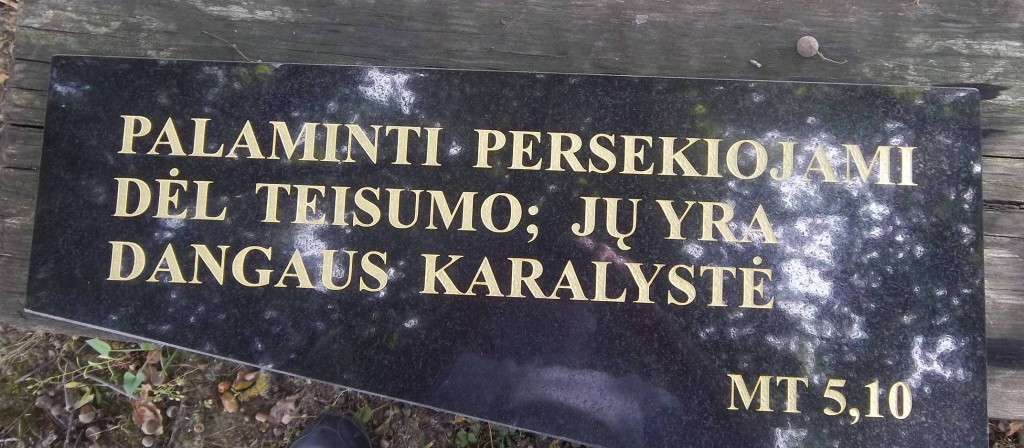 PALAMINTI PERSEKIOJAMI
DĖL TEISUMO; JŲ YRA
DANGAUS KARALYSTĖ
MT 5,10